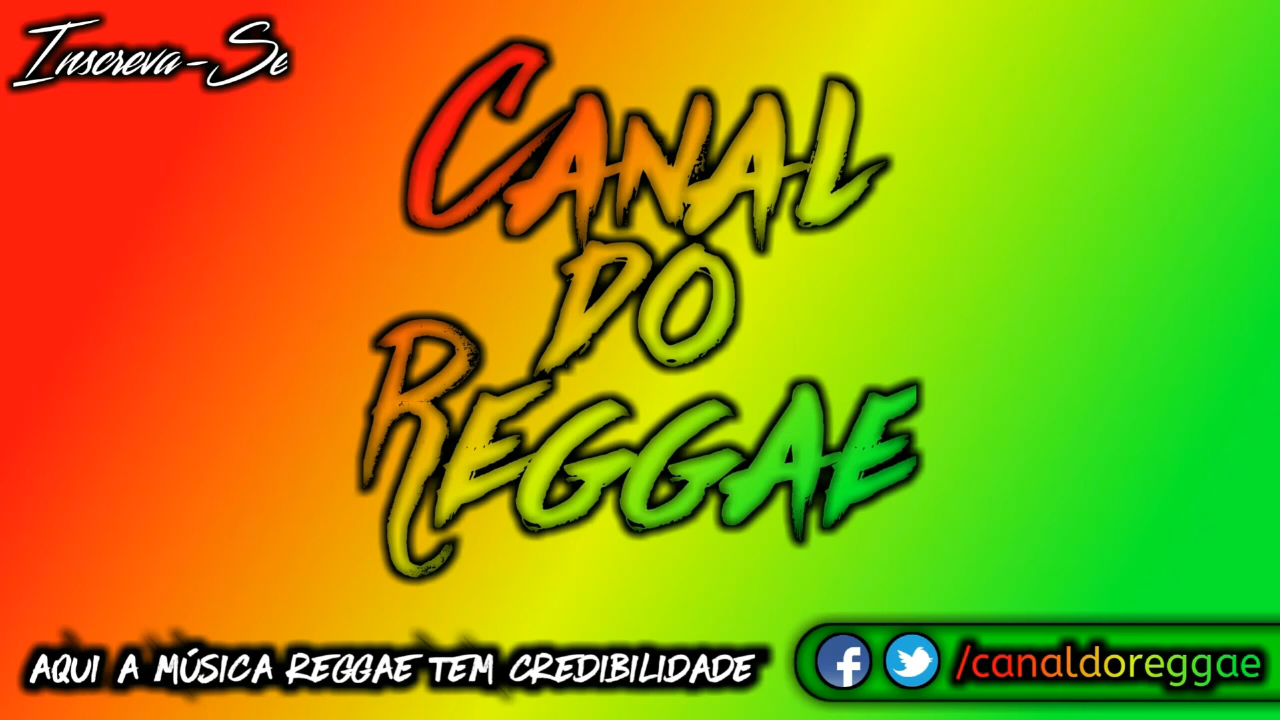 Inscreva-Se
Canal
do
Reggae
AQUI A MÚSICA REGGAE TEM CREDIBILIDADE
/canaldoreggae